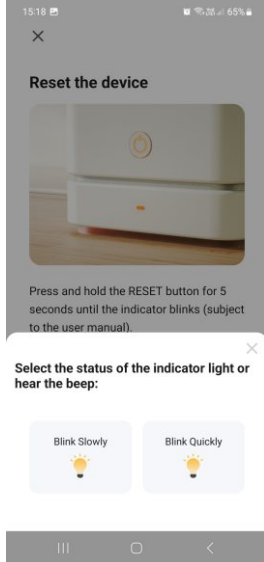 15:18
65%
Reset the device
Press and hold the RESET button for 5
seconds until the indicator blinks (subject
to the user manual).
Select the status of the indicator light or
hear the beep:
Blink Slowly
Blink Quickly